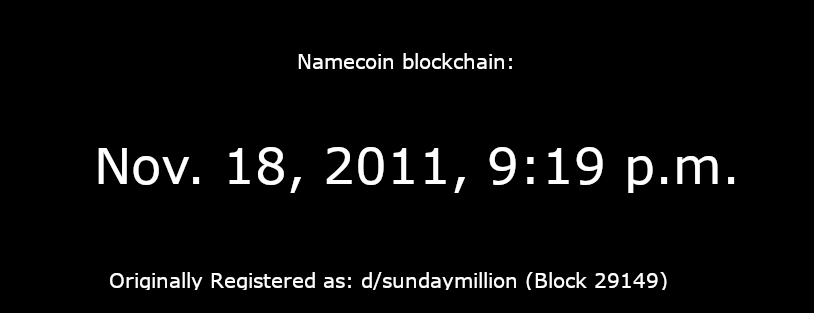 Namecoin blockchain:
Nov. 18, 2011, 9:19 p.m.
Originally Registered as: d/sundaymillion (Block 29149)